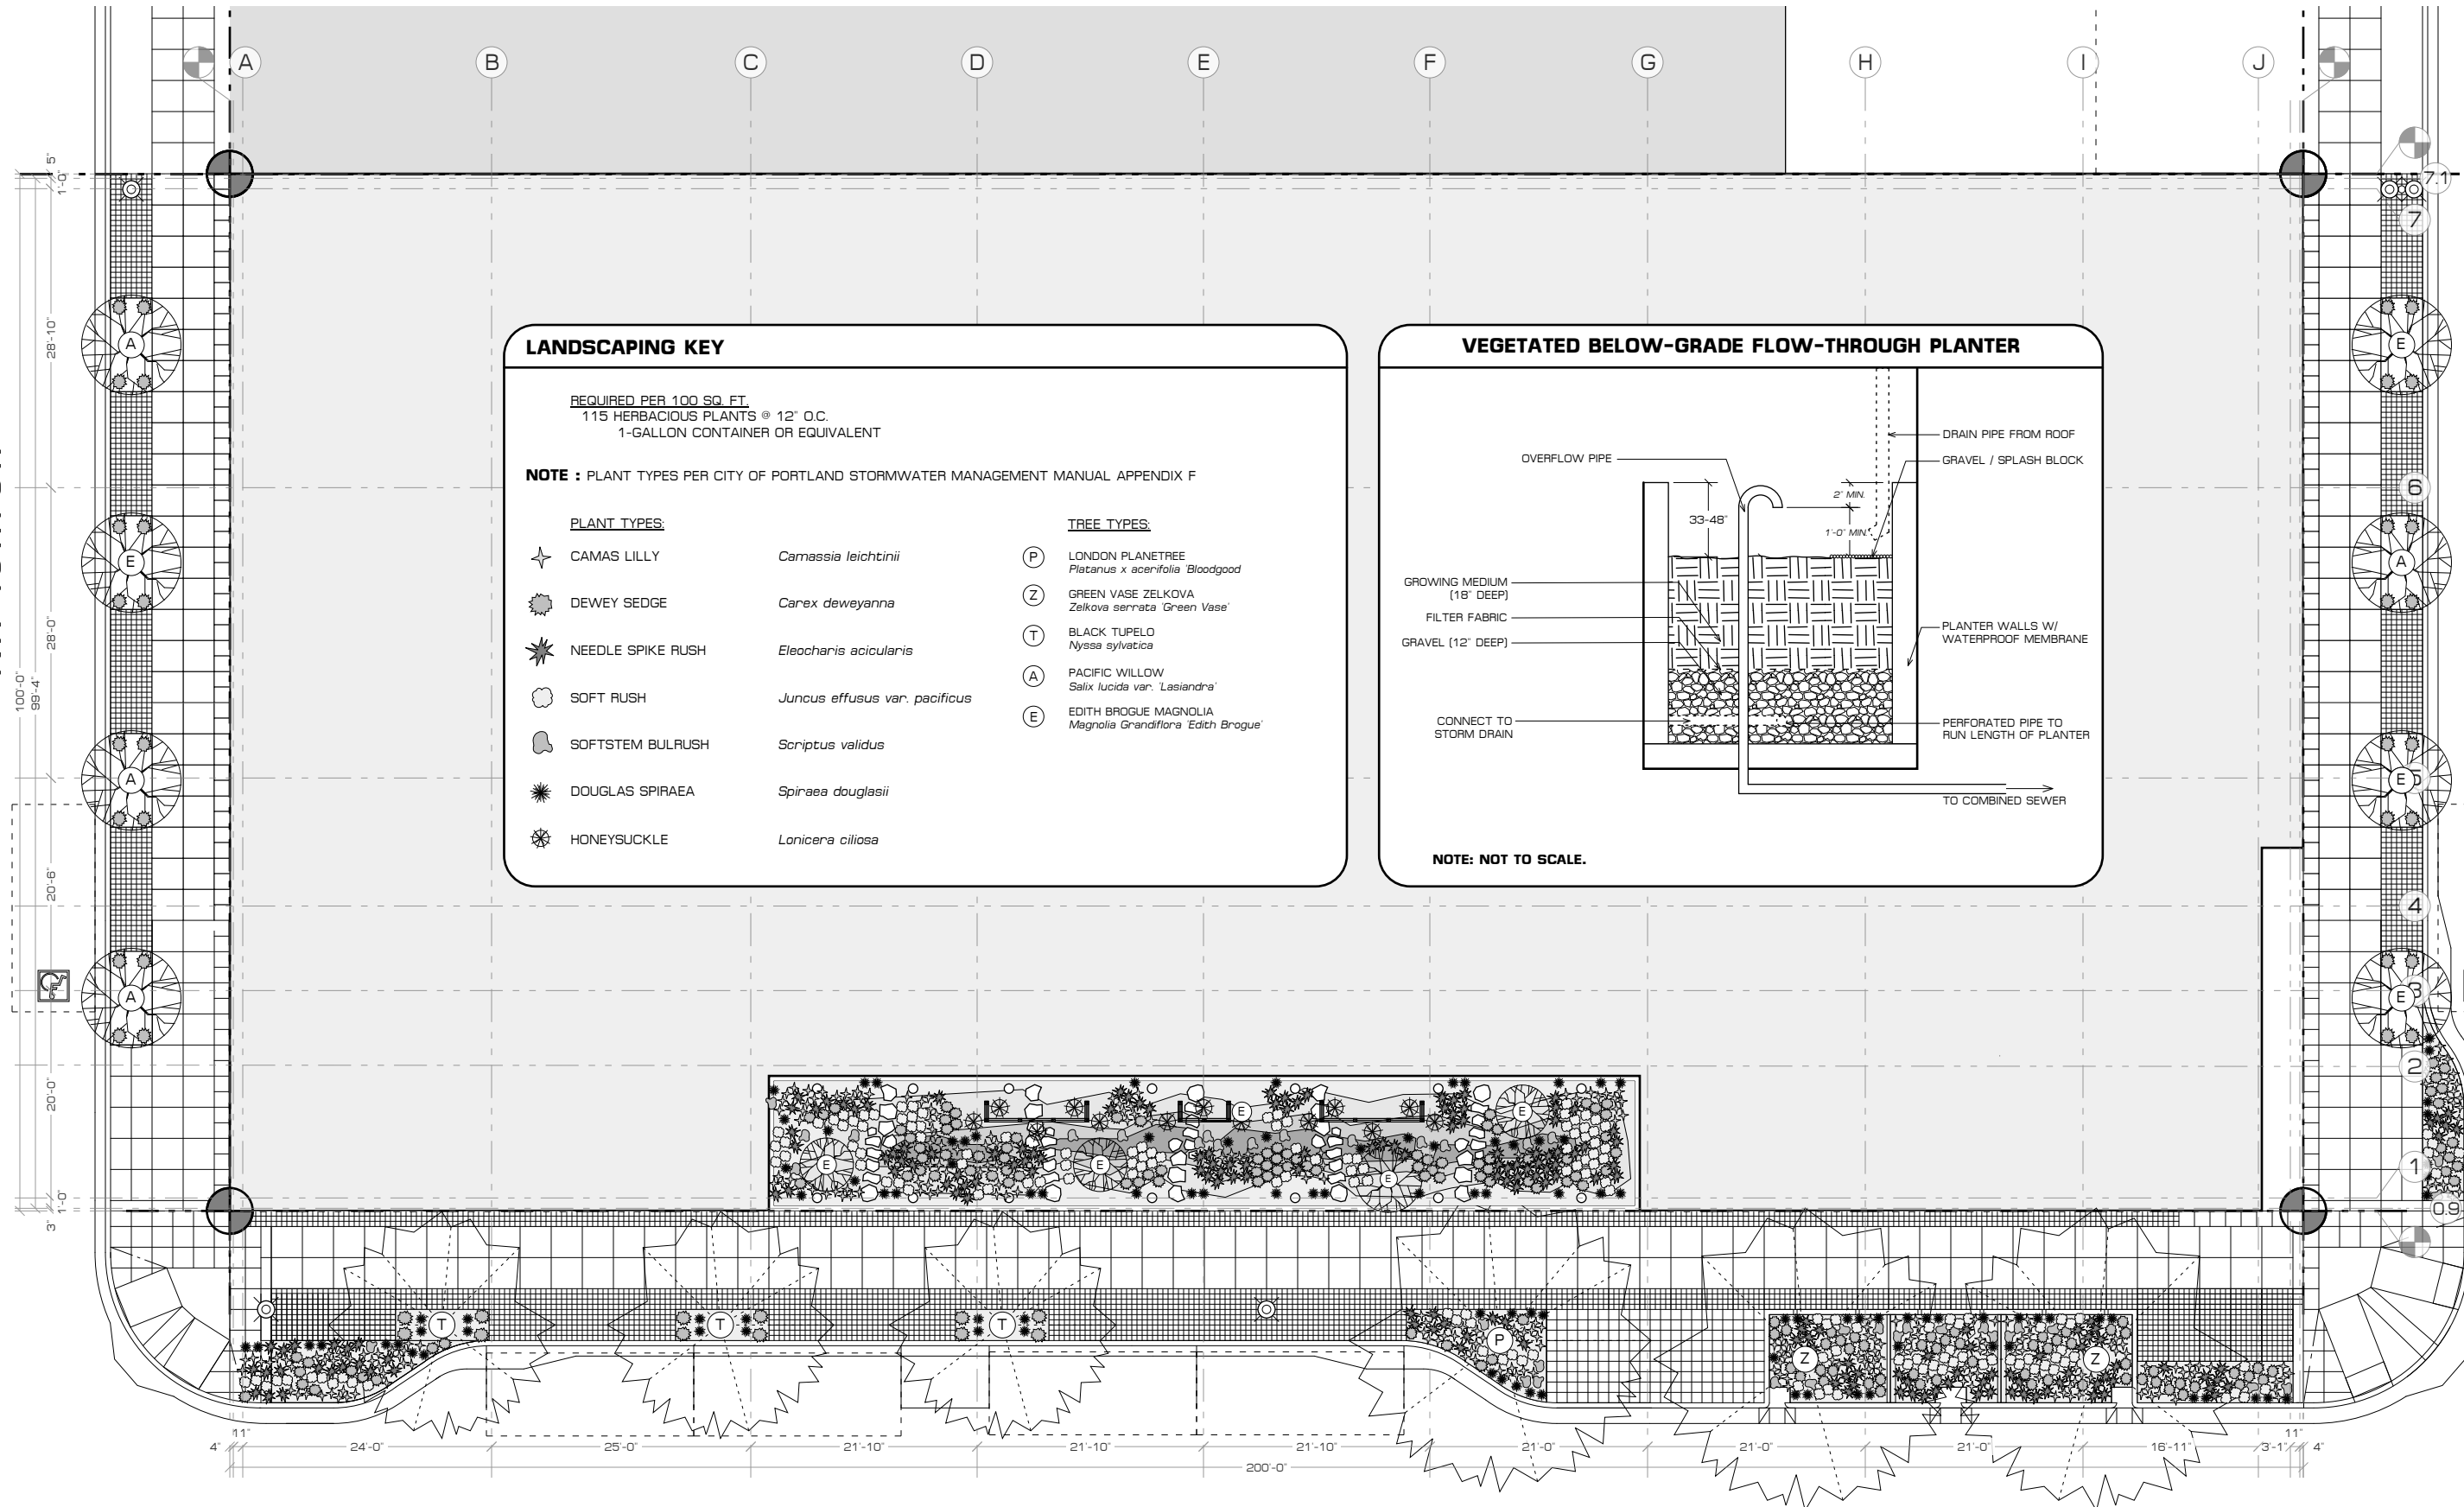 A B C D E F G H I J
5"
1'-0"
28'-10"
28'-0"
100'-0"
99'-4"
20'-6"
20'-0"
1'-0"
3"
7.1
7
6
5
4
3
2
1
0.9
LANDSCAPING KEY
REQUIRED PER 100 SQ. FT.
115 HERBACIOUS PLANTS @ 12" O.C.
1-GALLON CONTAINER OR EQUIVALENT
NOTE : PLANT TYPES PER CITY OF PORTLAND STORMWATER MANAGEMENT MANUAL APPENDIX F
PLANT TYPES:
CAMAS LILLY Camassia leichtinii
DEWEY SEDGE Carex deweyanna
NEEDLE SPIKE RUSH Eleocharis acicularis
SOFT RUSH Juncus effusus var. pacificus
SOFTSTEM BULRUSH Scriptus validus
DOUGLAS SPIRAEA Spiraea douglasii
HONEYSUCKLE Lonicera ciliosa
TREE TYPES:
P LONDON PLANETREE
Platanus x acerifolia 'Bloodgood
Z GREEN VASE ZELKOVA
Zelkova serrata 'Green Vase'
T BLACK TUPELO
Nyssa sylvatica
A PACIFIC WILLOW
Salix lucida var. 'Lasiandra'
E EDITH BROGUE MAGNOLIA
Magnolia Grandiflora 'Edith Brogue'
VEGETATED BELOW-GRADE FLOW-THROUGH PLANTER
DRAIN PIPE FROM ROOF
OVERFLOW PIPE
GRAVEL / SPLASH BLOCK
2" MIN.
33-48"
1'-0" MIN.
GROWING MEDIUM
(18" DEEP)
FILTER FABRIC
GRAVEL (12" DEEP)
PLANTER WALLS W/
WATERPROOF MEMBRANE
CONNECT TO
STORM DRAIN
PERFORATED PIPE TO
RUN LENGTH OF PLANTER
TO COMBINED SEWER
NOTE: NOT TO SCALE.
A
E
A
A
E
A
E
E
E
E
E
E
E
T T T P Z Z
4" 11" 24'-0" 25'-0" 21'-10" 21'-10" 21'-10" 21'-0" 21'-0" 21'-0" 16'-11" 3'-1" 11" 4"
200'-0"